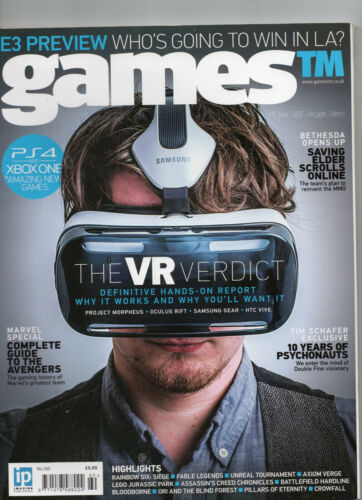 E3 PREVIEW WHO'S GOING TO WIN IN LA?
gamesTM
www.gamestm.co.uk
PS Vita 3DS Arcade Retro
PS4
AND
XBOX ONE
AMAZING NEW
GAMES
SAMSUNG
BETHESDA
OPENS UP
SAVING
ELDER
SCROLLS
ONLINE
The team's plan to
reinvent the MMO
THE VR VERDICT
DEFINITIVE HANDS-ON REPORT
WHY IT WORKS AND WHY YOU'LL WANT IT
PROJECT MORPHEUS • OCULUS RIFT • SAMSUNG GEAR • HTC VIVE
MARVEL
SPECIAL
COMPLETE
GUIDE
TO THE
AVENGERS
The gaming history of
Marvel's greatest team
TIM SCHAFER
EXCLUSIVE
10 YEARS OF
PSYCHONAUTS
We enter the mind of
Double Fine visionary
ip
IMAGINE
PUBLISHING
No.160
£5.00
HIGHLIGHTS
RAINBOW SIX: SIEGE ■ FABLE LEGENDS ■ UNREAL TOURNAMENT ■ AXIOM VERGE
LEGO JURASSIC PARK ■ ASSASSIN'S CREED CHRONICLES ■ BATTLEFIELD HARDLINE
BLOODBORNE ■ ORI AND THE BLIND FOREST ■ PILLARS OF ETERNITY ■ CROWFALL